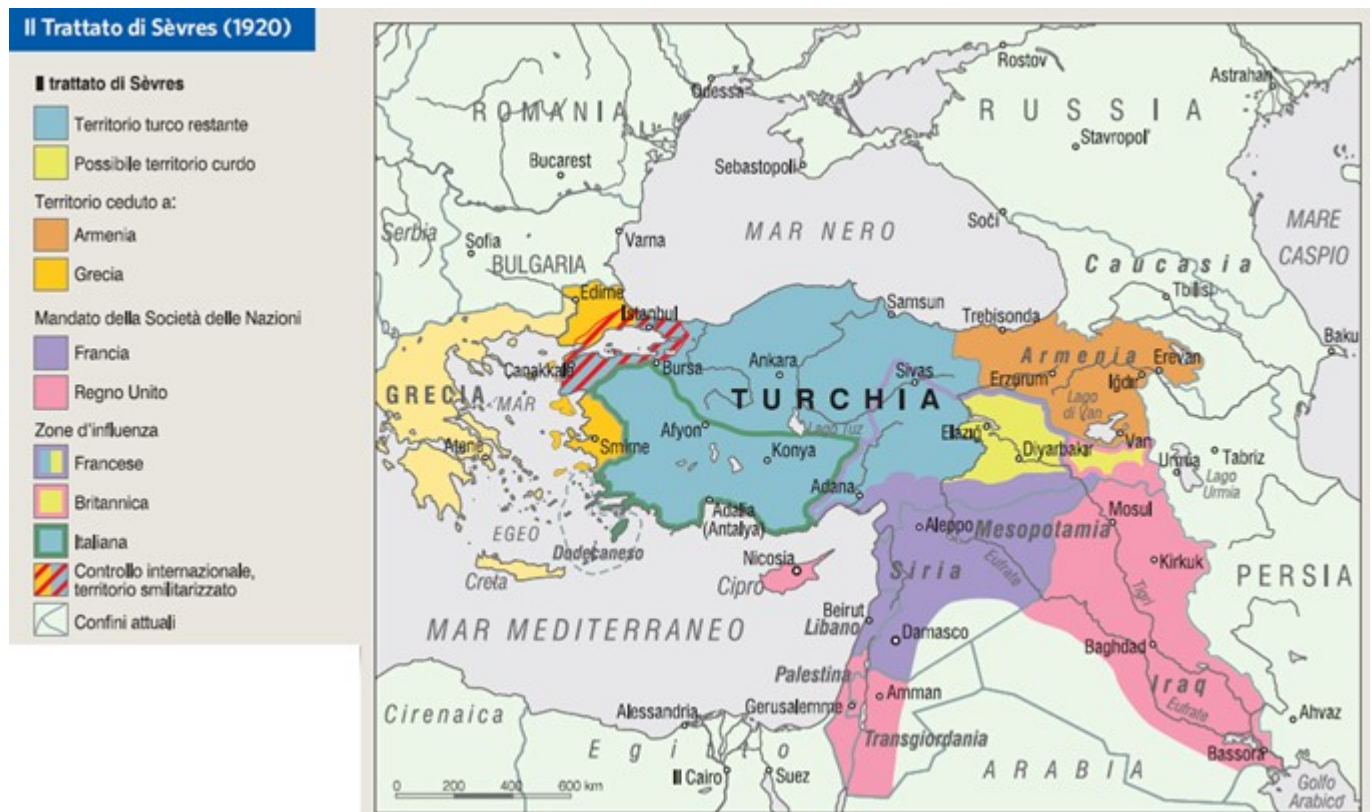 Il Trattato di Sèvres (1920)
trattato di Sèvres
Territorio turco restante
Possibile territorio curdo
Territorio ceduto a:
Armenia
Grecia
Mandato della Società delle Nazioni
Francia
Regno Unito
Zone d'influenza
Francese
Britannica
Italiana
Controllo internazionale,
territorio smilitarizzato
Confini attuali
Rostov
Astrahan
Odessa
ROMANIA
RUSSIA
Stavropol'
Bucarest
Sebastopoli
Serbia
Sofia
Varna
BULGARIA
MAR NERO
Soči
MARE
CASPIO
Caucasia
Tbilisi
Baku
Edirne
İstanbul
Samsun
Trebisonda
Armenia
Erevan
Çanakkale
Bursa
Ankara
Sivas
Erzurum
Iğdır
GRECIA
MAR
EGEO
TURCHIA
Lago
di Van
Lago Tuz
Afyon
Elazığ
Van
Atene
Smirne
Konya
Diyarbakır
Urmia
Tabriz
Lago
Urmia
Adana
Adalia
(Antalya)
Aleppo
Mesopotamia
Mosul
Dodecaneso
Nicosia
Cipro
Creta
Eufrate
Siria
Kirkuk
PERSIA
Tigri
Beirut
Libano
MAR MEDITERRANEO
Damasco
Baghdad
Palestina
Iraq
Amman
Gerusalemme
Eufrate
Cirenaica
Alessandria
Transgiordania
Ahvaz
Egitto
Bassora
Il Cairo
Suez
ARABIA
Golfo
Arabico
0 200 400 600 km